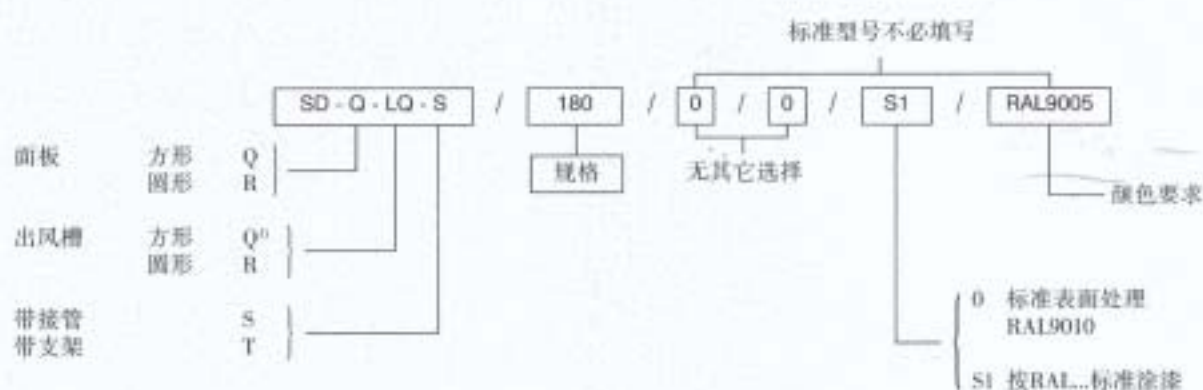 标准型号不必填写
SD - Q - LQ - S / 180 / 0 / 0 / S1 / RAL9005
面板 方形 Q
圆形 R
规格
无其它选择
颜色要求
出风槽 方形 Q¹⁾
圆形 R
带接管 S
带支架 T
0 标准表面处理
RAL9010
S1 按RAL...标准涂漆